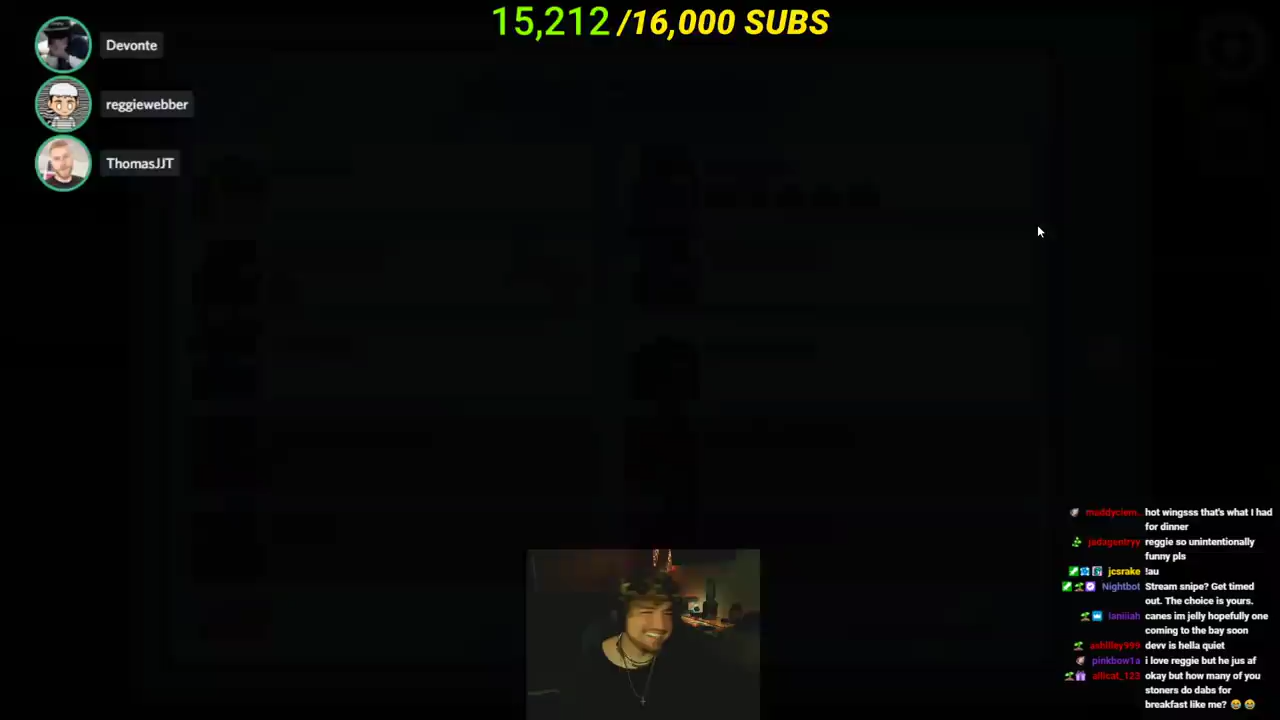 15,212 /16,000 SUBS
Devonte
reggiewebber
ThomasJJT
hot wingsss that's what I had
for dinner
jadagentryy reggie so unintentionally
funny pls
jcsrake !au
Nightbot Stream snipe? Get timed
out. The choice is yours.
laniiiah canes im jelly hopefully one
coming to the bay soon
ashlley999 devv is hella quiet
pinkbow1a i love reggie but he jus af
allicat_123 okay but how many of you
stoners do dabs for
breakfast like me? 😂 😂